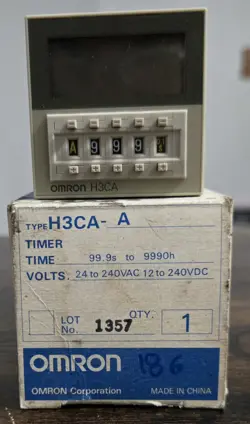 A 9 9 9
OMRON H3CA
TYPE H3CA- A
TIMER
TIME 99.9s to 9990h
VOLTS. 24 to 240VAC 12 to 240VDC
LOT No. 1357 QTY. 1
OMRON 186
OMRON Corporation MADE IN CHINA